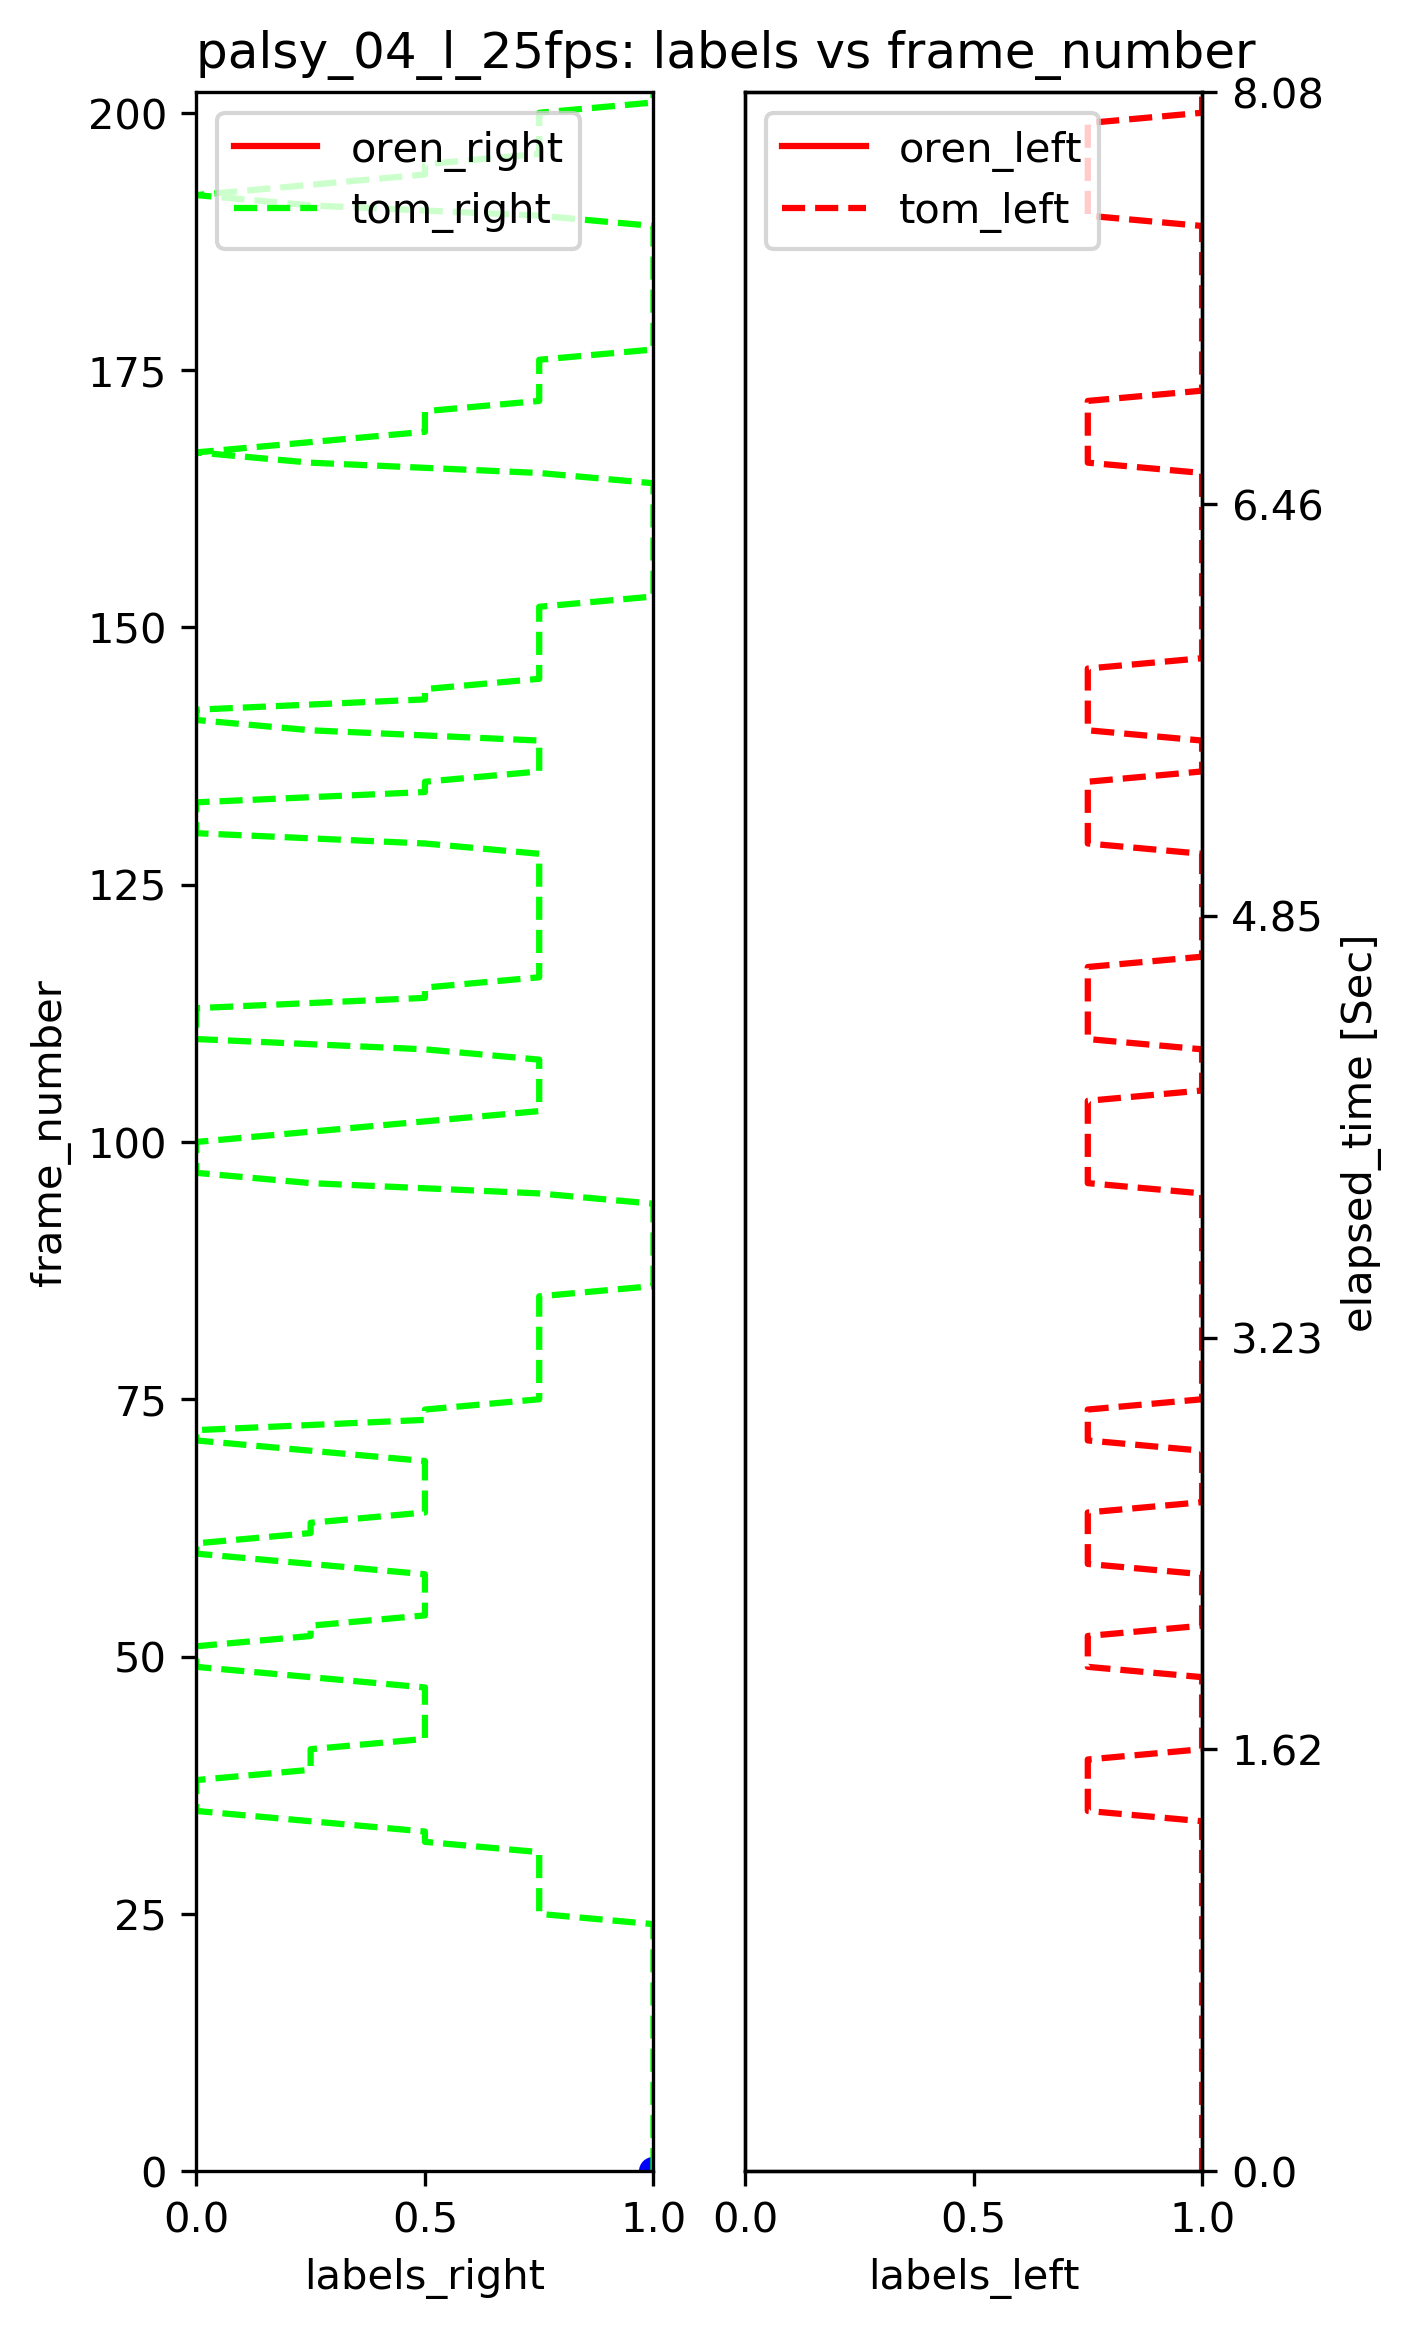 palsy_04_l_25fps: labels vs frame_number
oren_right
tom_right
oren_left
tom_left
200
175
150
125
100
75
50
25
0
frame_number
0.0 0.5 1.0
labels_right
0.0 0.5 1.0
labels_left
8.08
6.46
4.85
3.23
1.62
0.0
elapsed_time [Sec]